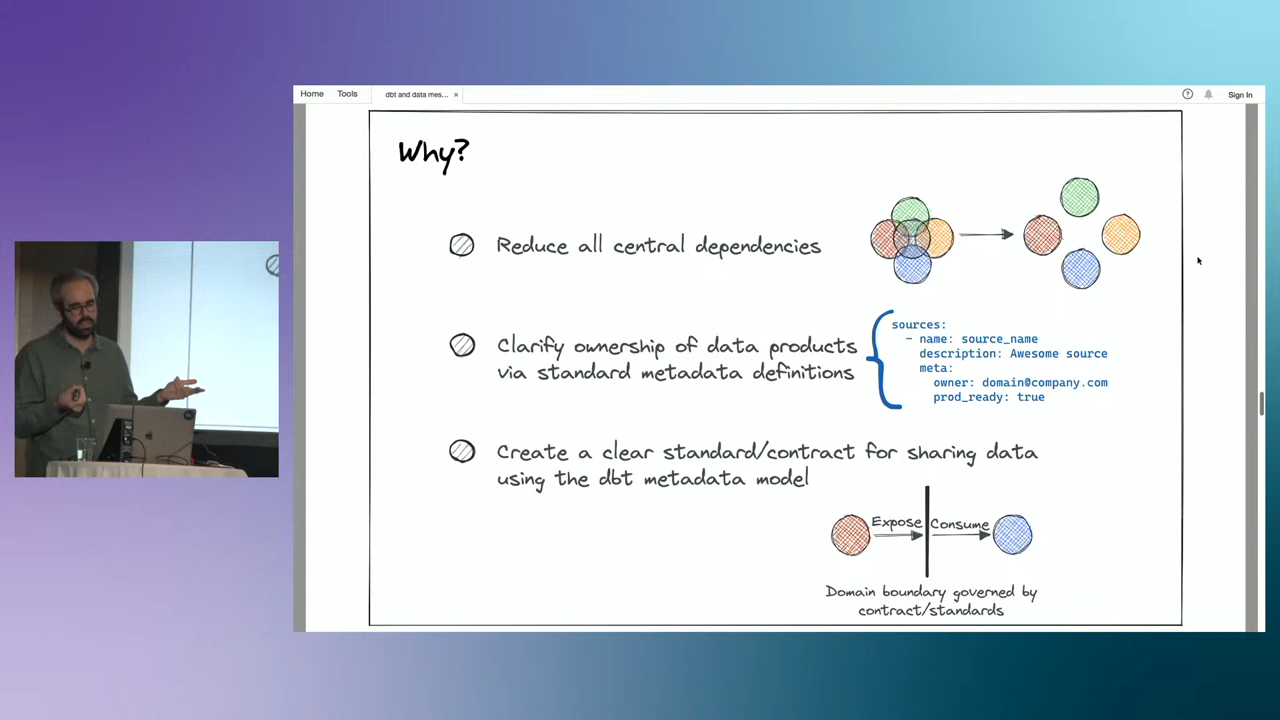 Home Tools dbt and data mes... × Sign In
Why?
Reduce all central dependencies
Clarify ownership of data products
via standard metadata definitions
sources:
- name: source_name
description: Awesome source
meta:
owner: domain@company.com
prod_ready: true
Create a clear standard/contract for sharing data
using the dbt metadata model
Expose Consume
Domain boundary governed by
contract/standards